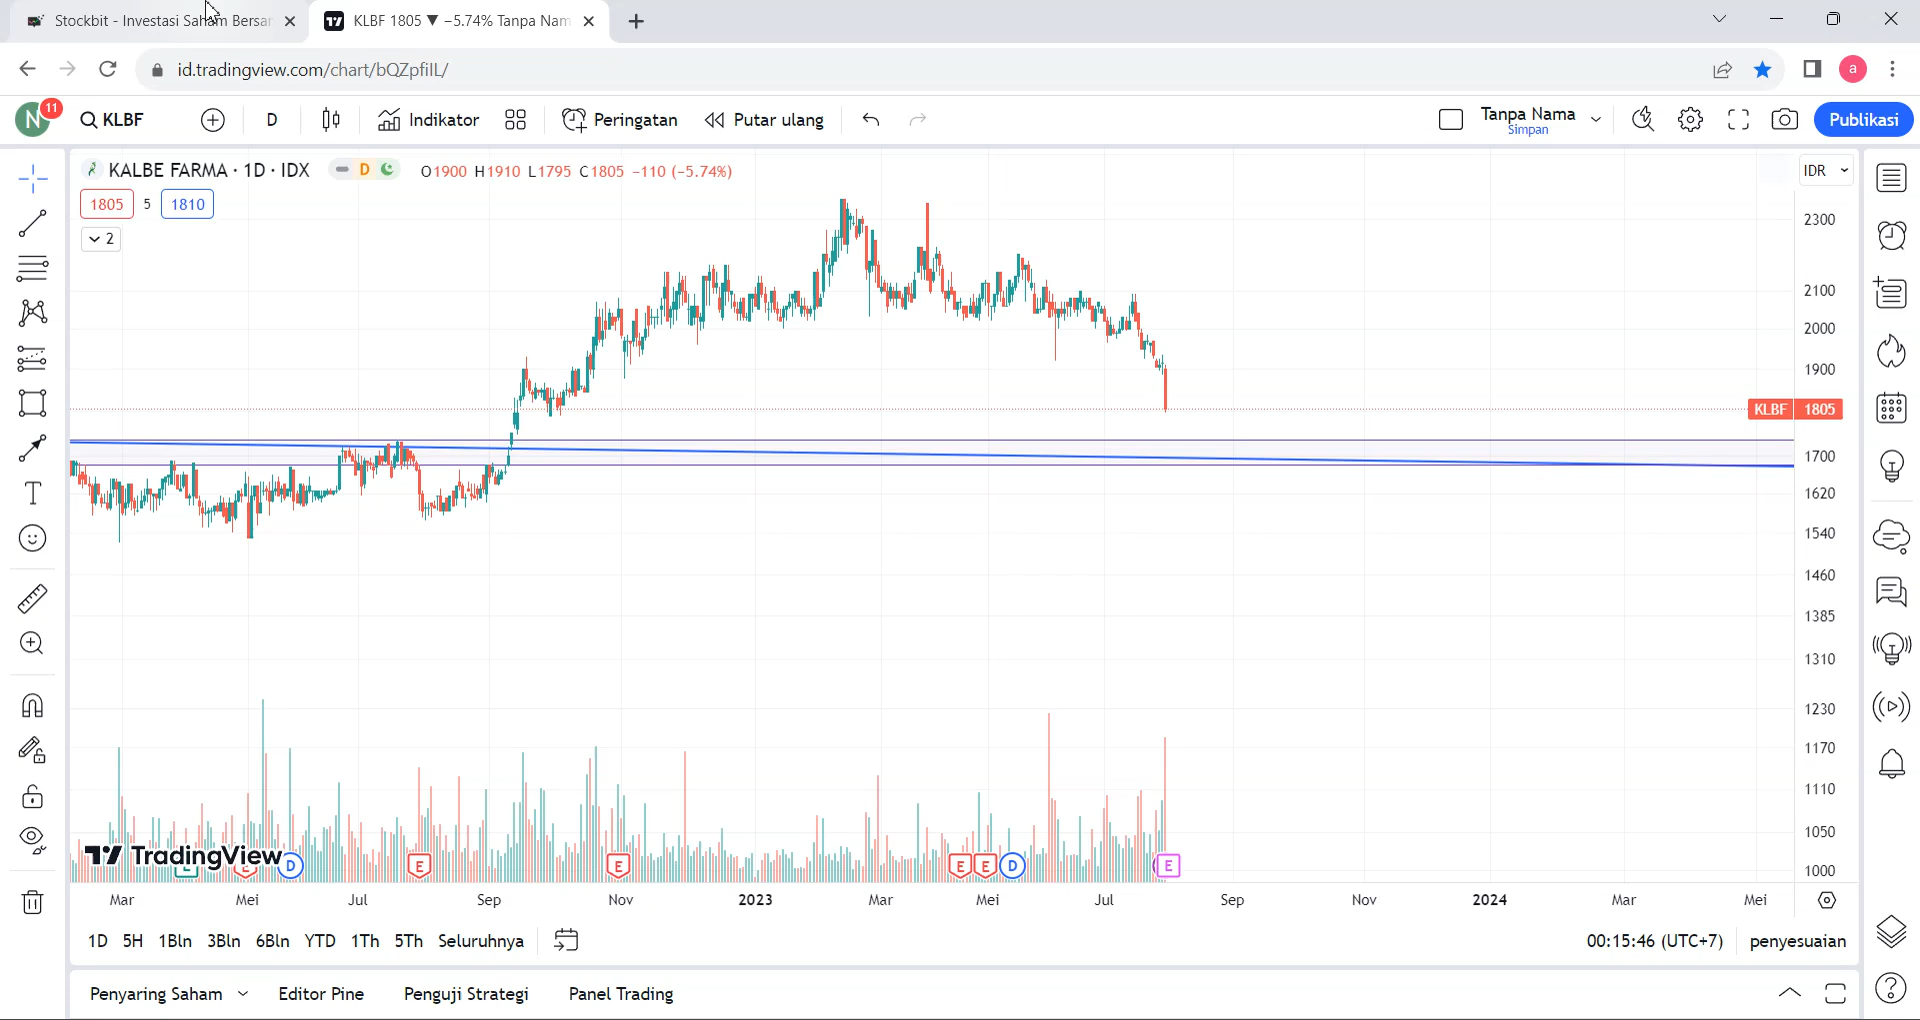 Stockbit - Investasi Saham Bersar
KLBF 1805 ▼ −5.74% Tanpa Nam
id.tradingview.com/chart/bQZpfilL/
a
N 11 KLBF D Indikator Peringatan Putar ulang Tanpa Nama Publikasi
Simpan
KALBE FARMA · 1D · IDX D O1900 H1910 L1795 C1805 −110 (−5.74%) IDR
1805 5 1810
2
2300
2100
2000
1900
KLBF 1805
1700
1620
1540
1460
1385
1310
1230
1170
1110
1050
1000
TradingView
E E D E E E E D E
Mar Mei Jul Sep Nov 2023 Mar Mei Jul Sep Nov 2024 Mar Mei
1D 5H 1Bln 3Bln 6Bln YTD 1Th 5Th Seluruhnya 00:15:46 (UTC+7) penyesuaian
Penyaring Saham Editor Pine Penguji Strategi Panel Trading